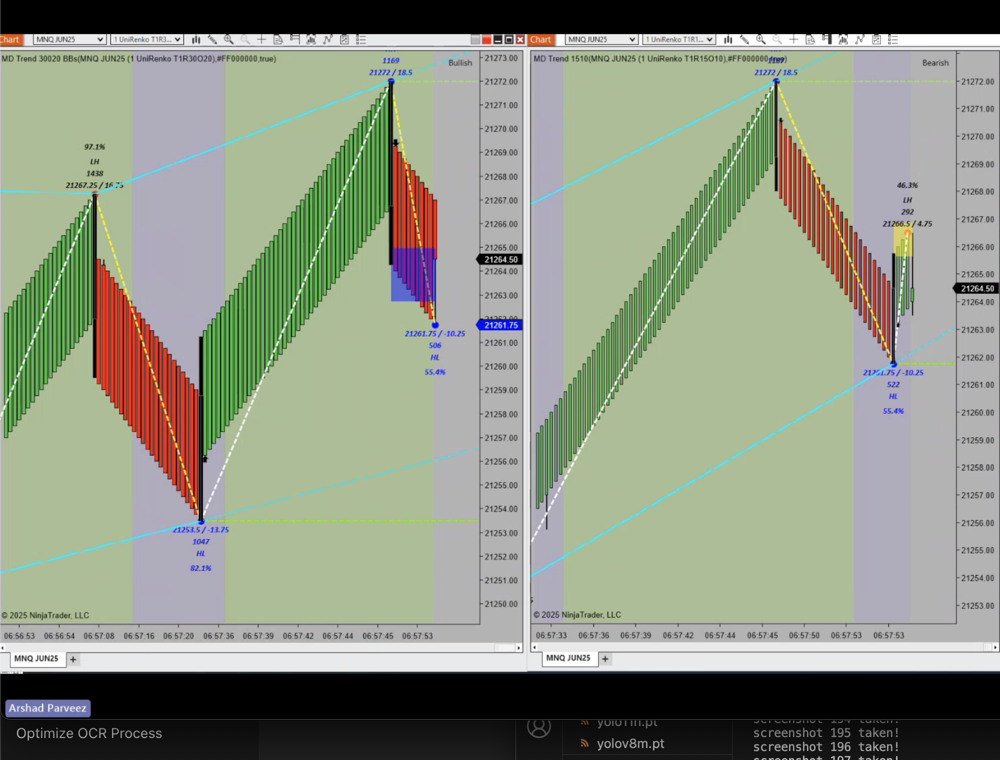 Chart
MNQ JUN25
1 UniRenko T1R3...
MD Trend 30020 BBs(MNQ JUN25 (1 UniRenko T1R30O20),#FF000000,true)
Bullish
1169
21272 / 18.5
97.1%
LH
1438
21267.25 /
21253.5 / -13.75
1047
HL
82.1%
21261.75 / -10.25
506
HL
55.4%
21273.00
21272.00
21271.00
21270.00
21269.00
21268.00
21267.00
21266.00
21265.00
21264.50
21264.00
21263.00
21261.75
21261.00
21260.00
21259.00
21258.00
21257.00
21256.00
21255.00
21254.00
21253.00
21252.00
21251.00
21250.00
© 2025 NinjaTrader, LLC
06:56:53 06:56:54 06:57:08 06:57:16 06:57:20 06:57:36 06:57:39 06:57:42 06:57:44 06:57:45 06:57:53
MNQ JUN25 +
Chart
MNQ JUN25
1 UniRenko T1R1...
MD Trend 1510(MNQ JUN25 (1 UniRenko T1R15O10),#FF000000,true)
Bearish
21272 / 18.5
46.3%
LH
292
21266.5 / 4.75
21261.75 / -10.25
522
HL
55.4%
21272.00
21271.00
21270.00
21269.00
21268.00
21267.00
21266.00
21265.00
21264.50
21264.00
21263.00
21262.00
21261.00
21260.00
21259.00
21258.00
21257.00
21256.00
21255.00
21254.00
21253.00
© 2025 NinjaTrader, LLC
06:57:33 06:57:36 06:57:39 06:57:42 06:57:45 06:57:50 06:57:53 06:57:53
MNQ JUN25 +
Arshad Parveez
Optimize OCR Process
yolo11n.pt
yolov8m.pt
screenshot 194 taken!
screenshot 195 taken!
screenshot 196 taken!
screenshot 197 taken!